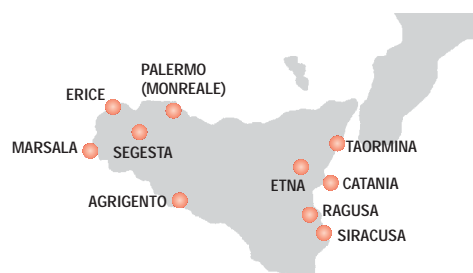 PALERMO
(MONREALE)
ERICE
MARSALA
SEGESTA
TAORMINA
ETNA
CATANIA
AGRIGENTO
RAGUSA
SIRACUSA